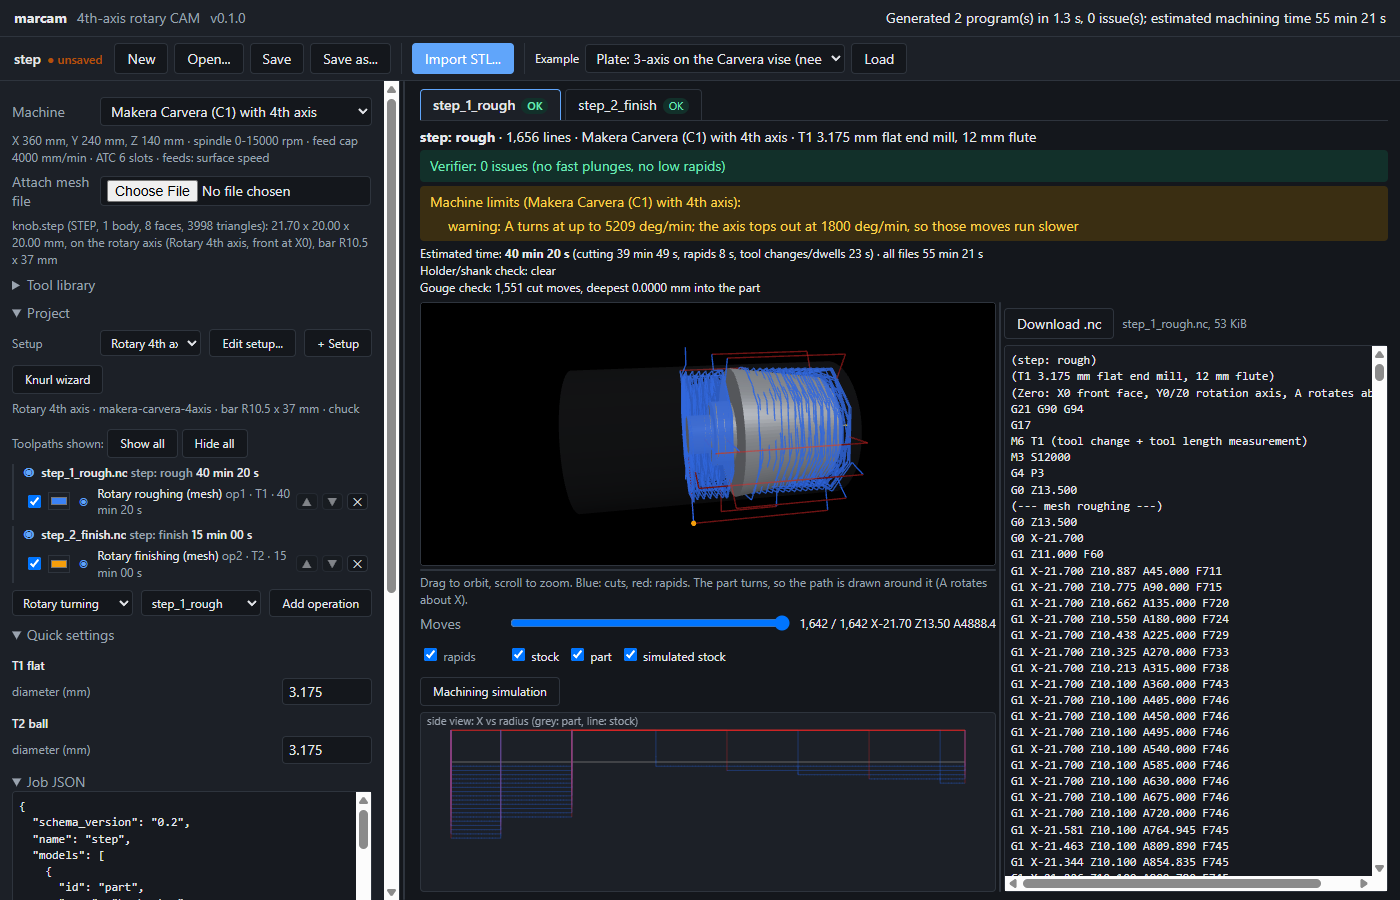 marcam 4th-axis rotary CAM v0.1.0
Generated 2 program(s) in 1.3 s, 0 issue(s); estimated machining time 55 min 21 s
step • unsaved New Open... Save Save as... Import STL... Example Plate: 3-axis on the Carvera vise (nee Load
Machine Makera Carvera (C1) with 4th axis
X 360 mm, Y 240 mm, Z 140 mm · spindle 0-15000 rpm · feed cap
4000 mm/min · ATC 6 slots · feeds: surface speed
Attach mesh
file
Choose File No file chosen
knob.step (STEP, 1 body, 8 faces, 3998 triangles): 21.70 x 20.00 x
20.00 mm, on the rotary axis (Rotary 4th axis, front at X0), bar R10.5
x 37 mm
Tool library
Project
Setup Rotary 4th ax Edit setup... + Setup
Knurl wizard
Rotary 4th axis · makera-carvera-4axis · bar R10.5 x 37 mm · chuck
Toolpaths shown: Show all Hide all
step_1_rough.nc step: rough 40 min 20 s
Rotary roughing (mesh) op1 · T1 · 40
min 20 s
step_2_finish.nc step: finish 15 min 00 s
Rotary finishing (mesh) op2 · T2 · 15
min 00 s
Rotary turning step_1_rough Add operation
Quick settings
T1 flat
diameter (mm) 3.175
T2 ball
diameter (mm) 3.175
Job JSON
{
"schema_version": "0.2",
"name": "step",
"models": [
{
"id": "part",
step_1_rough OK step_2_finish OK
step: rough · 1,656 lines · Makera Carvera (C1) with 4th axis · T1 3.175 mm flat end mill, 12 mm flute
Verifier: 0 issues (no fast plunges, no low rapids)
Machine limits (Makera Carvera (C1) with 4th axis):
warning: A turns at up to 5209 deg/min; the axis tops out at 1800 deg/min, so those moves run slower
Estimated time: 40 min 20 s (cutting 39 min 49 s, rapids 8 s, tool changes/dwells 23 s) · all files 55 min 21 s
Holder/shank check: clear
Gouge check: 1,551 cut moves, deepest 0.0000 mm into the part
Drag to orbit, scroll to zoom. Blue: cuts, red: rapids. The part turns, so the path is drawn around it (A rotates
about X).
Moves 1,642 / 1,642 X-21.70 Z13.50 A4888.4
rapids stock part simulated stock
Machining simulation
side view: X vs radius (grey: part, line: stock)
Download .nc step_1_rough.nc, 53 KiB
(step: rough)
(T1 3.175 mm flat end mill, 12 mm flute)
(Zero: X0 front face, Y0/Z0 rotation axis, A rotates ab
G21 G90 G94
G17
M6 T1 (tool change + tool length measurement)
M3 S12000
G4 P3
G0 Z13.500
(--- mesh roughing ---)
G0 Z13.500
G0 X-21.700
G1 Z11.000 F60
G1 X-21.700 Z10.887 A45.000 F711
G1 X-21.700 Z10.775 A90.000 F715
G1 X-21.700 Z10.662 A135.000 F720
G1 X-21.700 Z10.550 A180.000 F724
G1 X-21.700 Z10.438 A225.000 F729
G1 X-21.700 Z10.325 A270.000 F733
G1 X-21.700 Z10.213 A315.000 F738
G1 X-21.700 Z10.100 A360.000 F743
G1 X-21.700 Z10.100 A405.000 F746
G1 X-21.700 Z10.100 A450.000 F746
G1 X-21.700 Z10.100 A495.000 F746
G1 X-21.700 Z10.100 A540.000 F746
G1 X-21.700 Z10.100 A585.000 F746
G1 X-21.700 Z10.100 A630.000 F746
G1 X-21.700 Z10.100 A675.000 F746
G1 X-21.700 Z10.100 A720.000 F746
G1 X-21.581 Z10.100 A764.945 F745
G1 X-21.463 Z10.100 A809.890 F745
G1 X-21.344 Z10.100 A854.835 F745